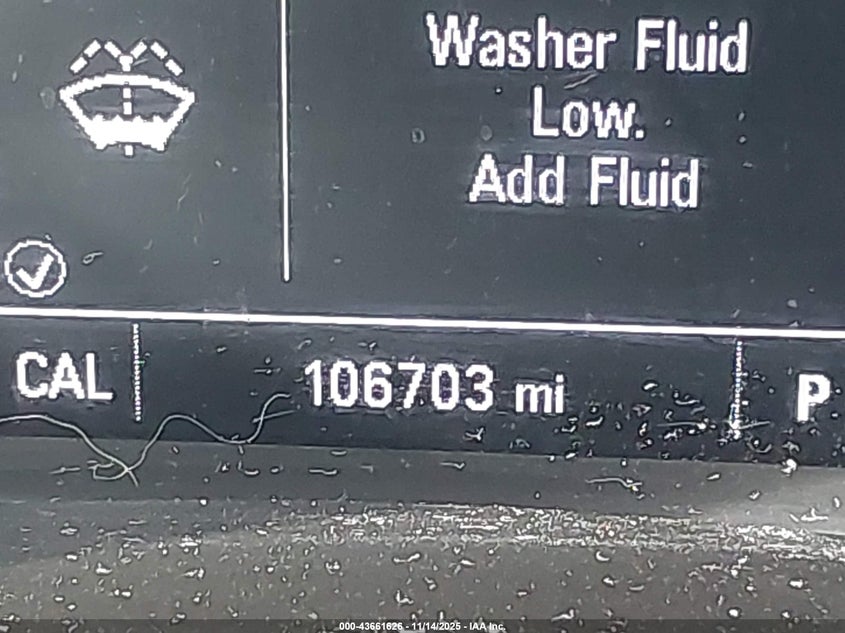 Washer Fluid
Low.
Add Fluid
CAL 106703 mi P
000-43661626 - 11/14/2025 - IAA Inc.